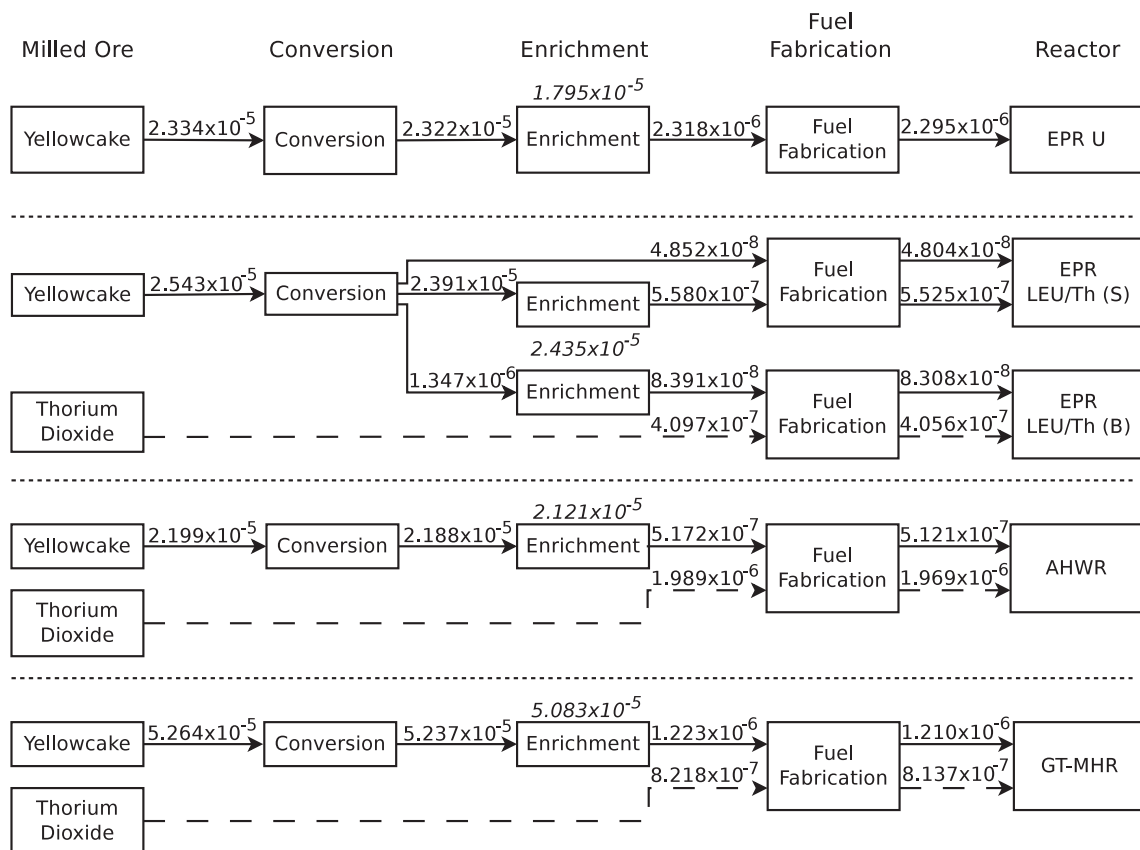 Milled Ore
Conversion
Enrichment
Fuel
Fabrication
Reactor
1.795x10⁻⁵
Yellowcake
2.334x10⁻⁵
Conversion
2.322x10⁻⁵
Enrichment
2.318x10⁻⁶
Fuel
Fabrication
2.295x10⁻⁶
EPR U
Yellowcake
2.543x10⁻⁵
Conversion
4.852x10⁻⁸
2.391x10⁻⁵
Enrichment
5.580x10⁻⁷
Fuel
Fabrication
4.804x10⁻⁸
5.525x10⁻⁷
EPR
LEU/Th (S)
2.435x10⁻⁵
1.347x10⁻⁶
Enrichment
8.391x10⁻⁸
Thorium
Dioxide
4.097x10⁻⁷
Fuel
Fabrication
8.308x10⁻⁸
4.056x10⁻⁷
EPR
LEU/Th (B)
2.121x10⁻⁵
Yellowcake
2.199x10⁻⁵
Conversion
2.188x10⁻⁵
Enrichment
5.172x10⁻⁷
Thorium
Dioxide
1.989x10⁻⁶
Fuel
Fabrication
5.121x10⁻⁷
1.969x10⁻⁶
AHWR
5.083x10⁻⁵
Yellowcake
5.264x10⁻⁵
Conversion
5.237x10⁻⁵
Enrichment
1.223x10⁻⁶
Thorium
Dioxide
8.218x10⁻⁷
Fuel
Fabrication
1.210x10⁻⁶
8.137x10⁻⁷
GT-MHR